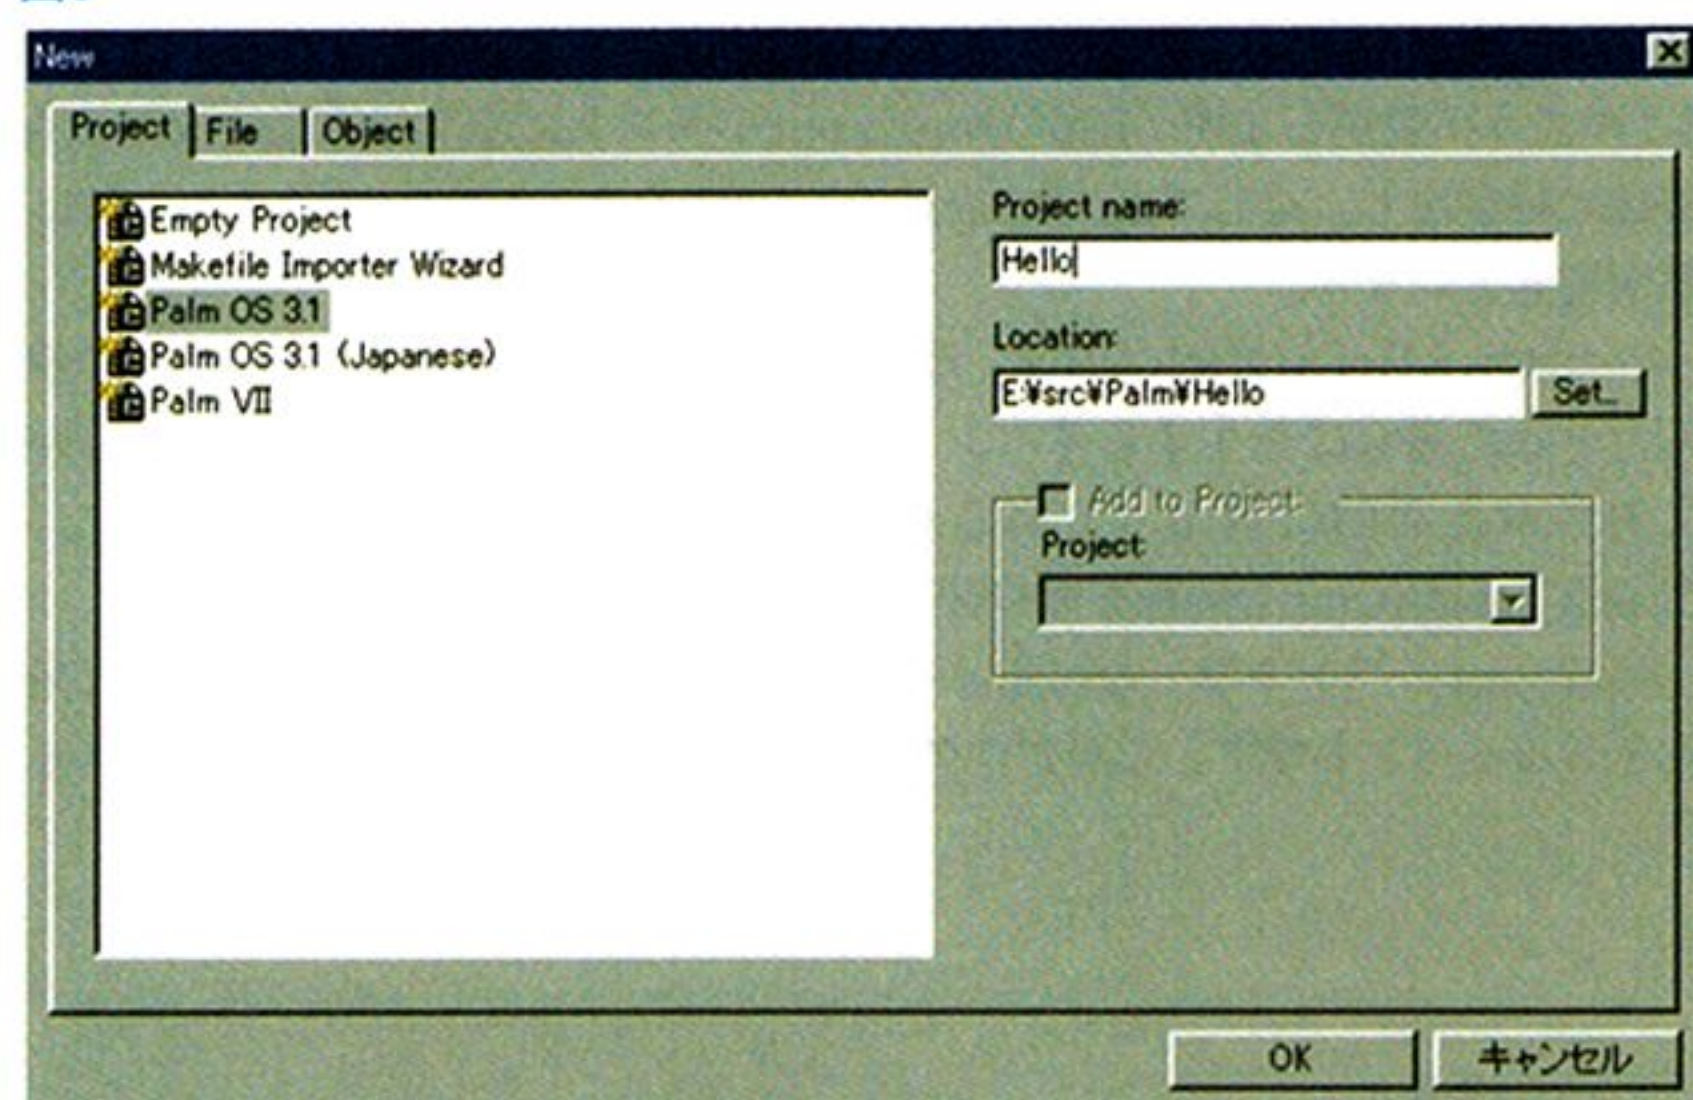 New
Project File Object
Empty Project
Makefile Importer Wizard
Palm OS 3.1
Palm OS 3.1 (Japanese)
Palm VII
Project name:
Hello
Location:
E:¥src¥Palm¥Hello
Set...
Add to Project:
Project:
OK キャンセル